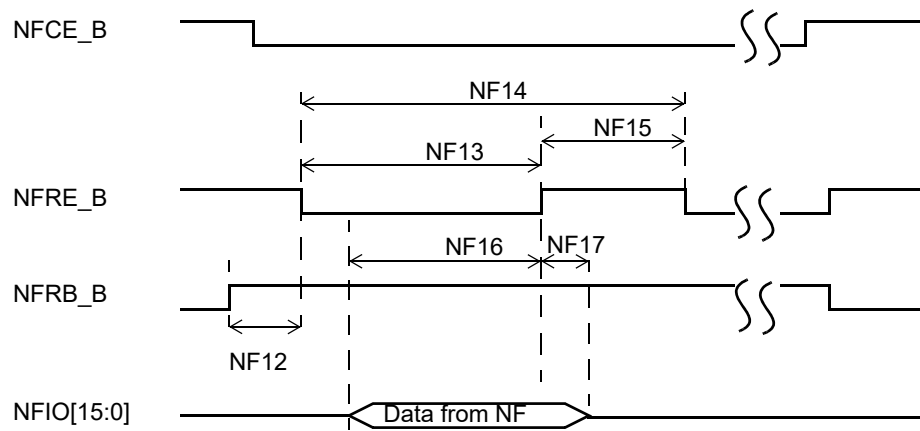 NFCE_B
NF14
NF15
NF13
NFRE_B
NF16
NF17
NFRB_B
NF12
NFIO[15:0]
Data from NF